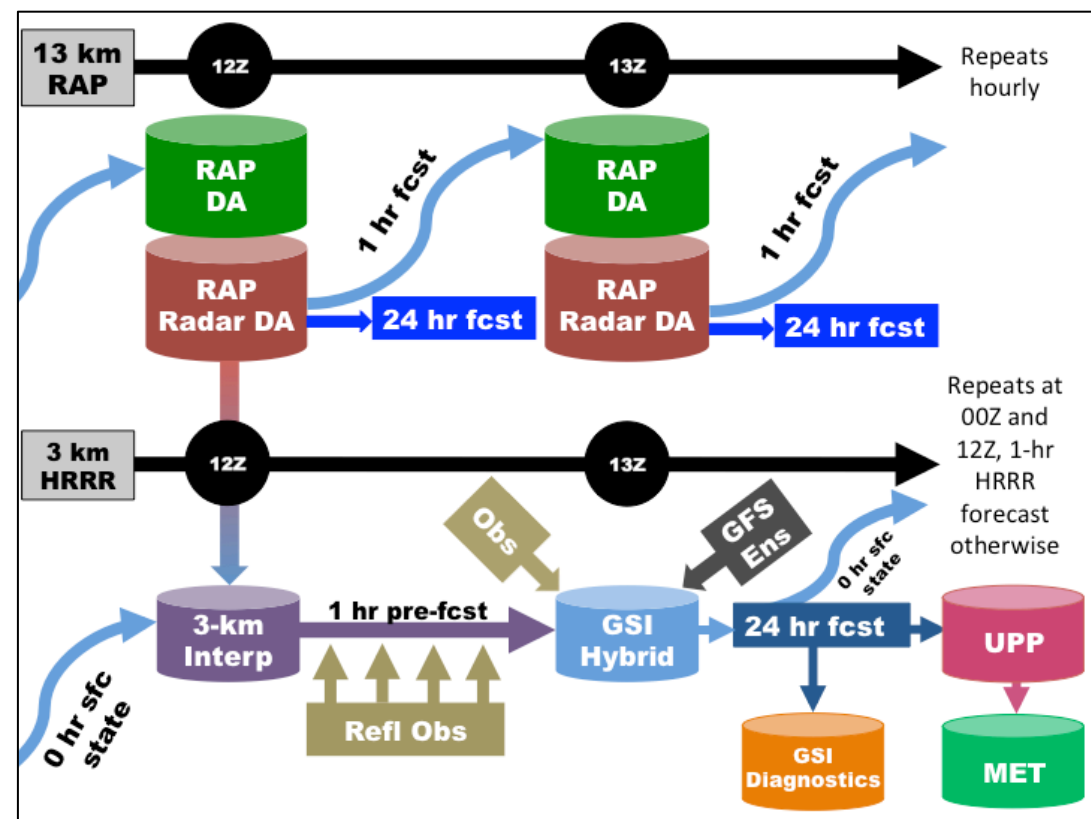 13 km
RAP
12Z
13Z
Repeats
hourly
RAP
DA
1 hr fcst
RAP
DA
1 hr fcst
RAP
Radar DA
24 hr fcst
RAP
Radar DA
24 hr fcst
3 km
HRRR
12Z
13Z
Repeats at
00Z and
12Z, 1-hr
HRRR
forecast
otherwise
Obs
GFS
Ens
0 hr sfc
state
0 hr sfc
state
3-km
Interp
1 hr pre-fcst
GSI
Hybrid
24 hr fcst
UPP
Refl Obs
GSI
Diagnostics
MET